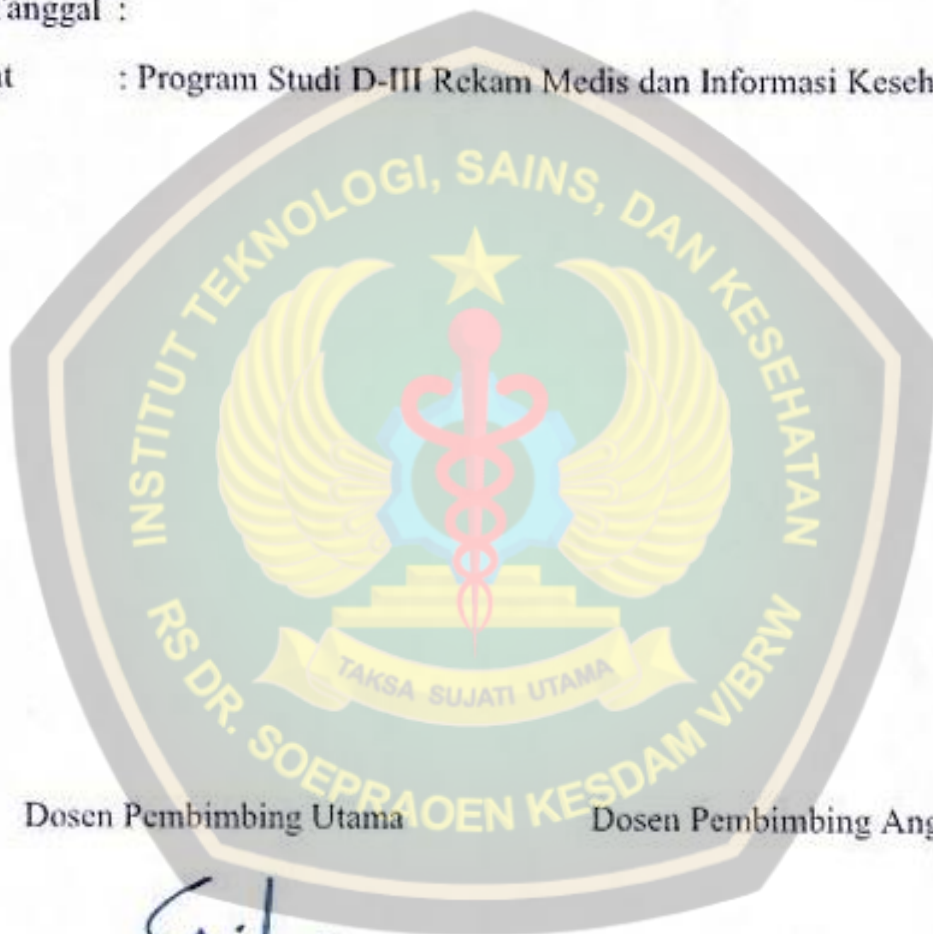 anggal :
at : Program Studi D-III Rekam Medis dan Informasi Keseh
INSTITUT TEKNOLOGI, SAINS, DAN KESEHATAN
TAKSA SUJATI UTAMA
RS DR. SOEPRAOEN KESDAM V/BRW
Dosen Pembimbing Utama Dosen Pembimbing Ang